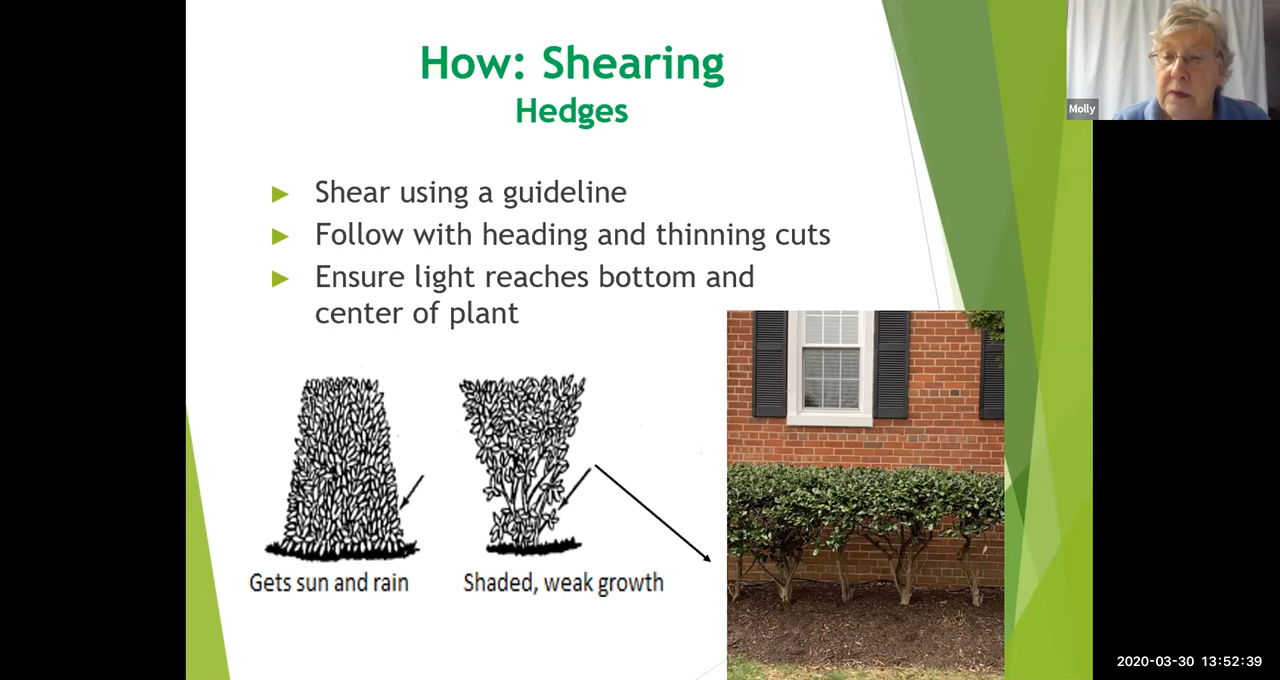 How: Shearing
Hedges
Shear using a guideline
Follow with heading and thinning cuts
Ensure light reaches bottom and
center of plant
Gets sun and rain
Shaded, weak growth
Molly
2020-03-30 13:52:39